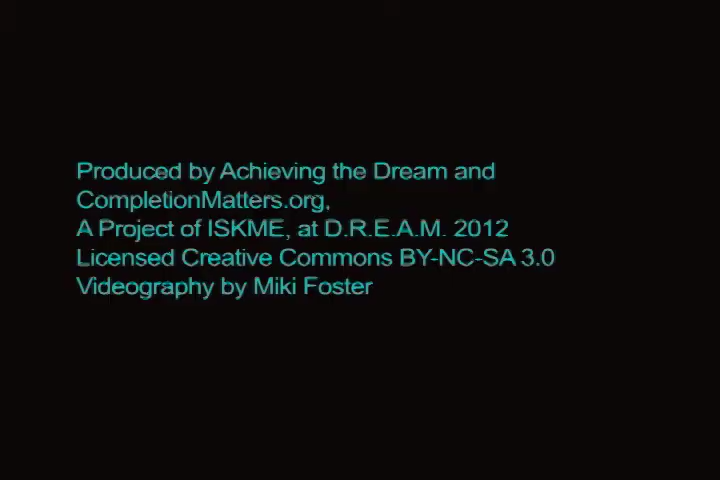 Produced by Achieving the Dream and
CompletionMatters.org,
A Project of ISKME, at D.R.E.A.M. 2012
Licensed Creative Commons BY-NC-SA 3.0
Videography by Miki Foster